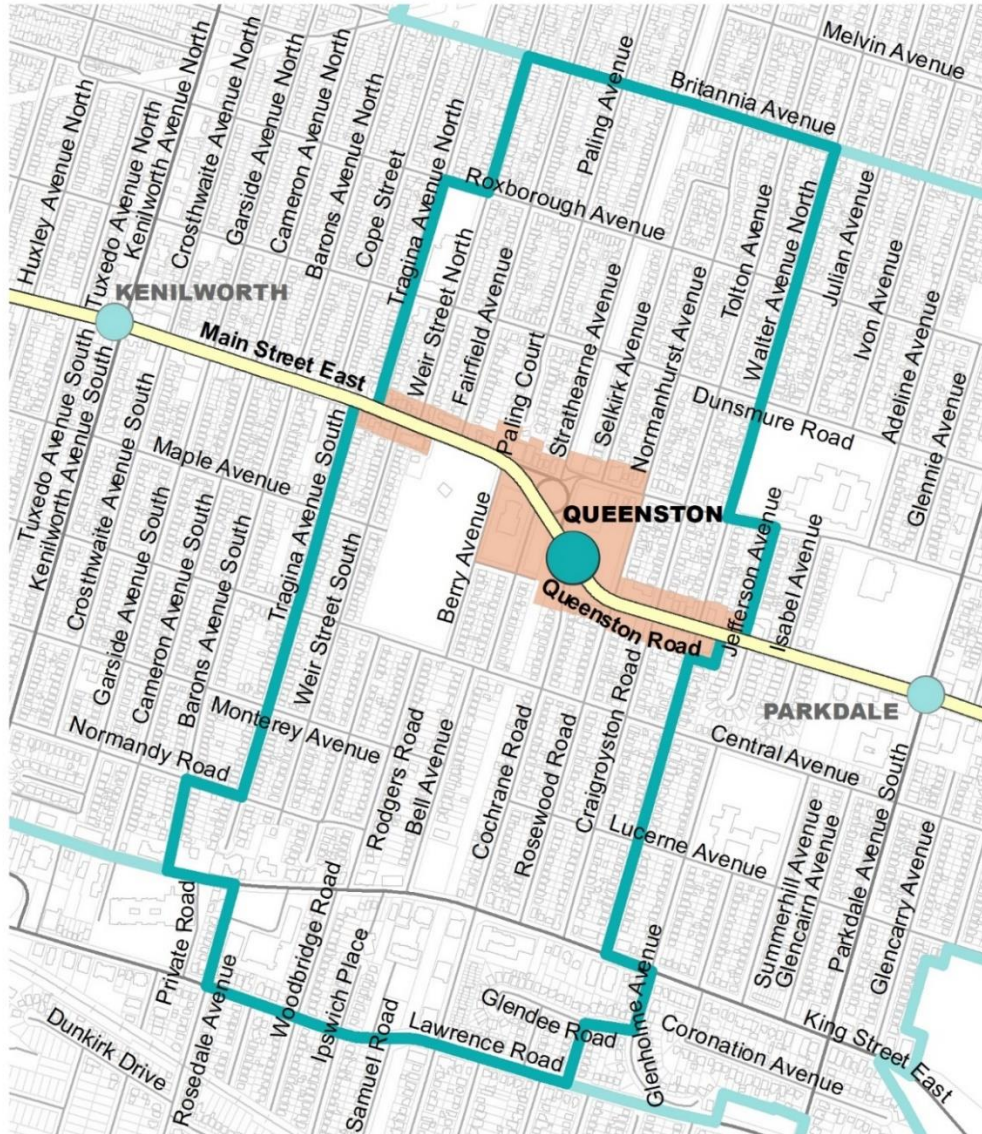 Melvin Avenue
Paling Avenue
Britannia Avenue
Huxley Avenue North
Tuxedo Avenue North
Kenilworth Avenue North
Crosthwaite Avenue North
Garside Avenue North
Cameron Avenue North
Barons Avenue North
Cope Street
Tragina Avenue North
Roxborough Avenue
Weir Street North
Fairfield Avenue
Paling Court
Strathearne Avenue
Selkirk Avenue
Normanhurst Avenue
Tolton Avenue
Walter Avenue North
Julian Avenue
Ivon Avenue
Adeline Avenue
Glennie Avenue
KENILWORTH
Main Street East
Dunsmure Road
Tuxedo Avenue South
Kenilworth Avenue South
Crosthwaite Avenue South
Maple Avenue
Garside Avenue South
Cameron Avenue South
Barons Avenue South
Tragina Avenue South
Weir Street South
Berry Avenue
QUEENSTON
Queenston Road
Jefferson Avenue
Isabel Avenue
PARKDALE
Normandy Road
Monterey Avenue
Rodgers Road
Bell Avenue
Cochrane Road
Rosewood Road
Craigroyston Road
Central Avenue
Lucerne Avenue
Summerhill Avenue
Glencairn Avenue
Parkdale Avenue South
Glencarry Avenue
Private Road
Rosedale Avenue
Woodbridge Road
Ipswich Place
Samuel Road
Lawrence Road
Glendee Road
Glenholme Avenue
Coronation Avenue
King Street East
Dunkirk Drive